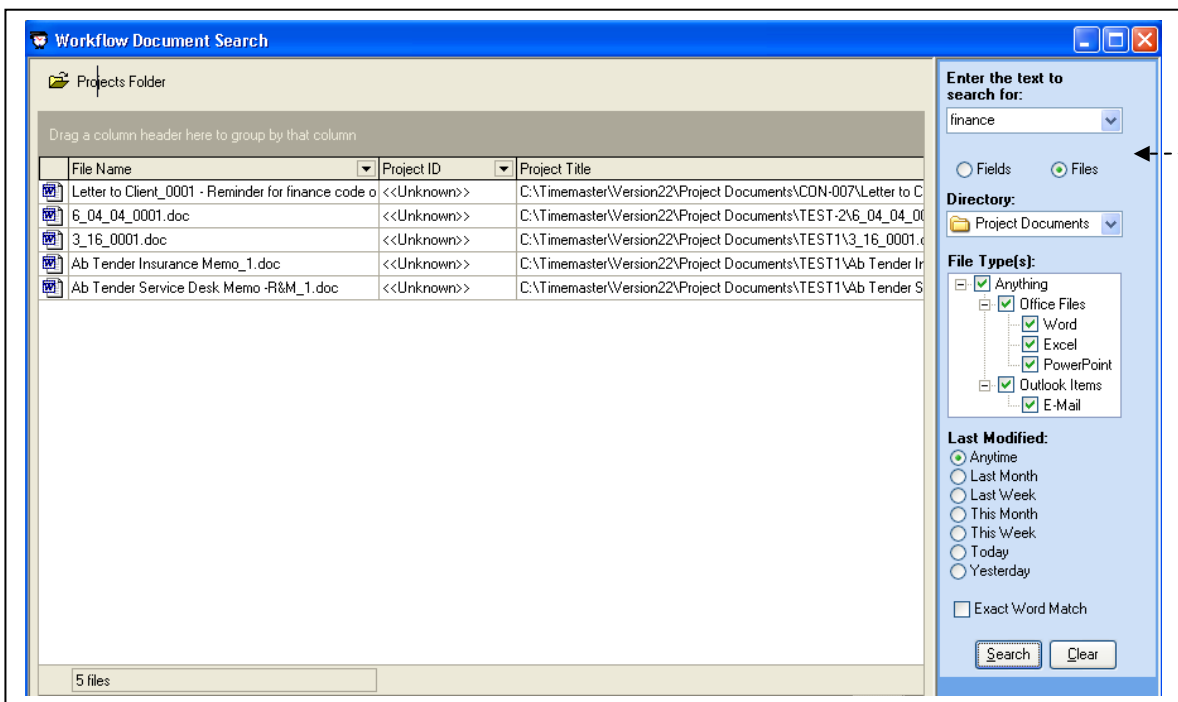 Workflow Document Search
Projects Folder
Drag a column header here to group by that column
File Name Project ID Project Title
Letter to Client_0001 - Reminder for finance code o <<Unknown>> C:\Timemaster\Version22\Project Documents\CON-007\Letter to C
6_04_04_0001.doc <<Unknown>> C:\Timemaster\Version22\Project Documents\TEST-2\6_04_04_00
3_16_0001.doc <<Unknown>> C:\Timemaster\Version22\Project Documents\TEST1\3_16_0001.d
Ab Tender Insurance Memo_1.doc <<Unknown>> C:\Timemaster\Version22\Project Documents\TEST1\Ab Tender Ir
Ab Tender Service Desk Memo -R&M_1.doc <<Unknown>> C:\Timemaster\Version22\Project Documents\TEST1\Ab Tender S
5 files
Enter the text to
search for:
finance
Fields Files
Directory:
Project Documents
File Type(s):
Anything
Office Files
Word
Excel
PowerPoint
Outlook Items
E-Mail
Last Modified:
Anytime
Last Month
Last Week
This Month
This Week
Today
Yesterday
Exact Word Match
Search Clear